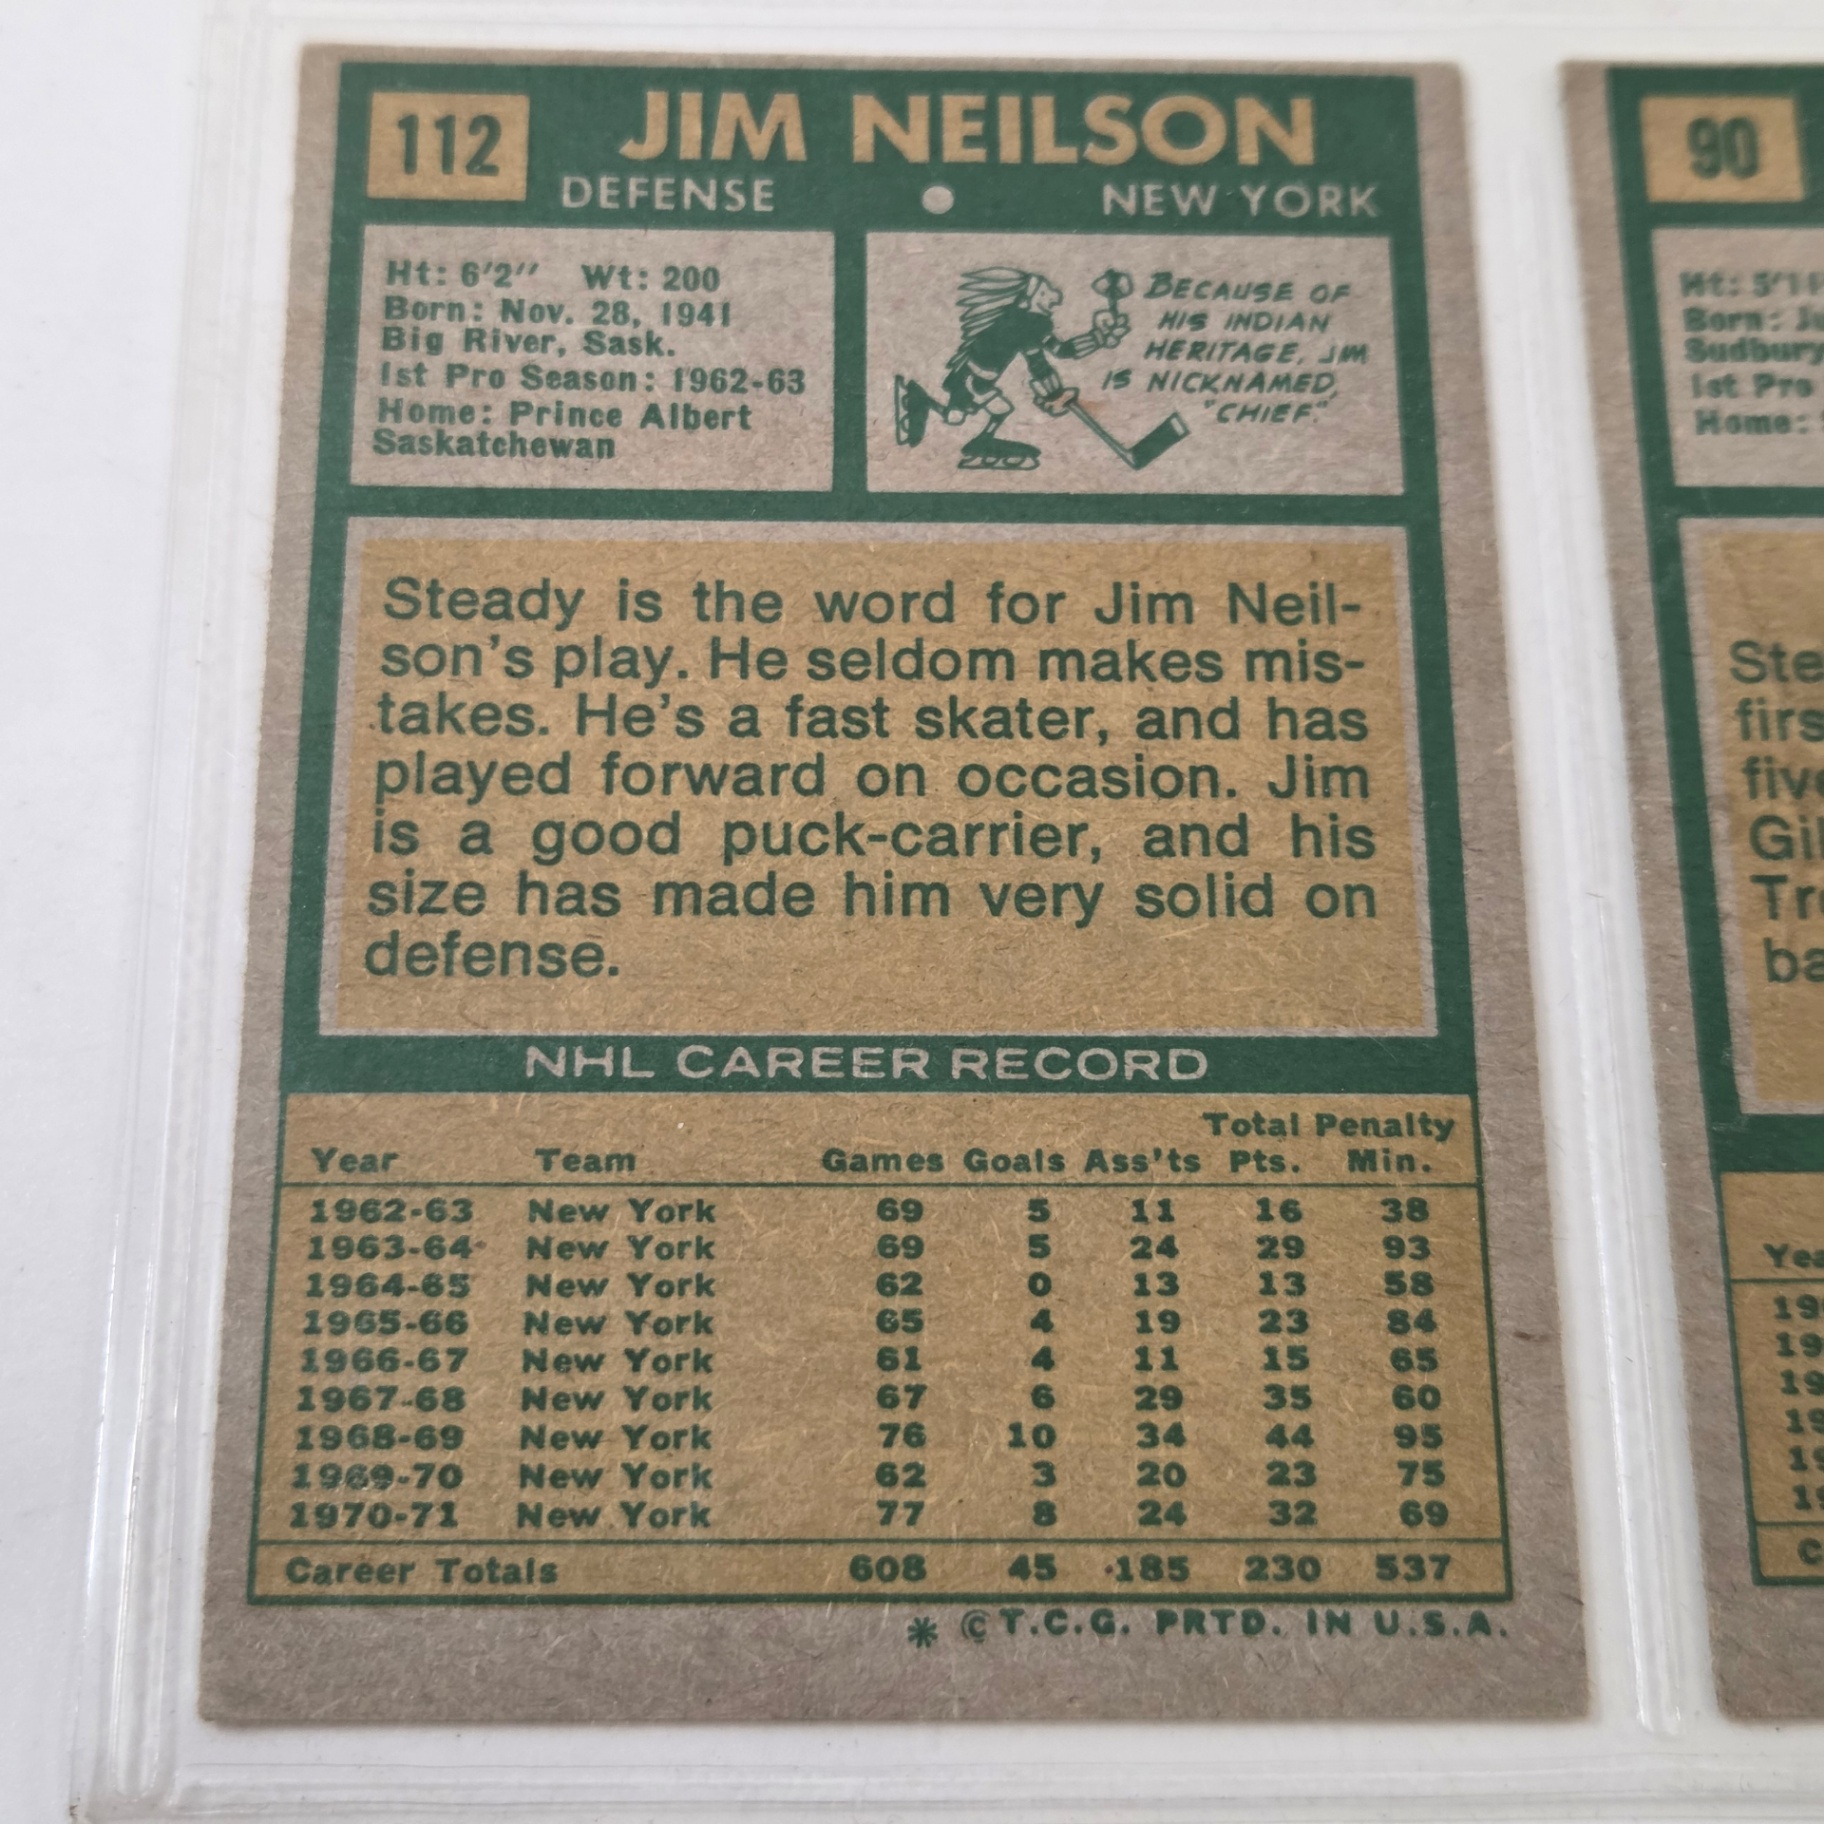 112
JIM NEILSON
DEFENSE • NEW YORK
Ht: 6'2'' Wt: 200
Born: Nov. 28, 1941
Big River, Sask.
1st Pro Season: 1962-63
Home: Prince Albert
Saskatchewan
BECAUSE OF
HIS INDIAN
HERITAGE, JIM
IS NICKNAMED,
"CHIEF."
Steady is the word for Jim Neil-
son's play. He seldom makes mis-
takes. He's a fast skater, and has
played forward on occasion. Jim
is a good puck-carrier, and his
size has made him very solid on
defense.
NHL CAREER RECORD
Total Penalty
Year Team Games Goals Ass'ts Pts. Min.
1962-63 New York 69 5 11 16 38
1963-64 New York 69 5 24 29 93
1964-65 New York 62 0 13 13 58
1965-66 New York 65 4 19 23 84
1966-67 New York 61 4 11 15 65
1967-68 New York 67 6 29 35 60
1968-69 New York 76 10 34 44 95
1969-70 New York 62 3 20 23 75
1970-71 New York 77 8 24 32 69
Career Totals 608 45 185 230 537
* © T.C.G. PRTD. IN U.S.A.
90
Ht: 5'11
Born:
Sudbury
1st Pro
Home: